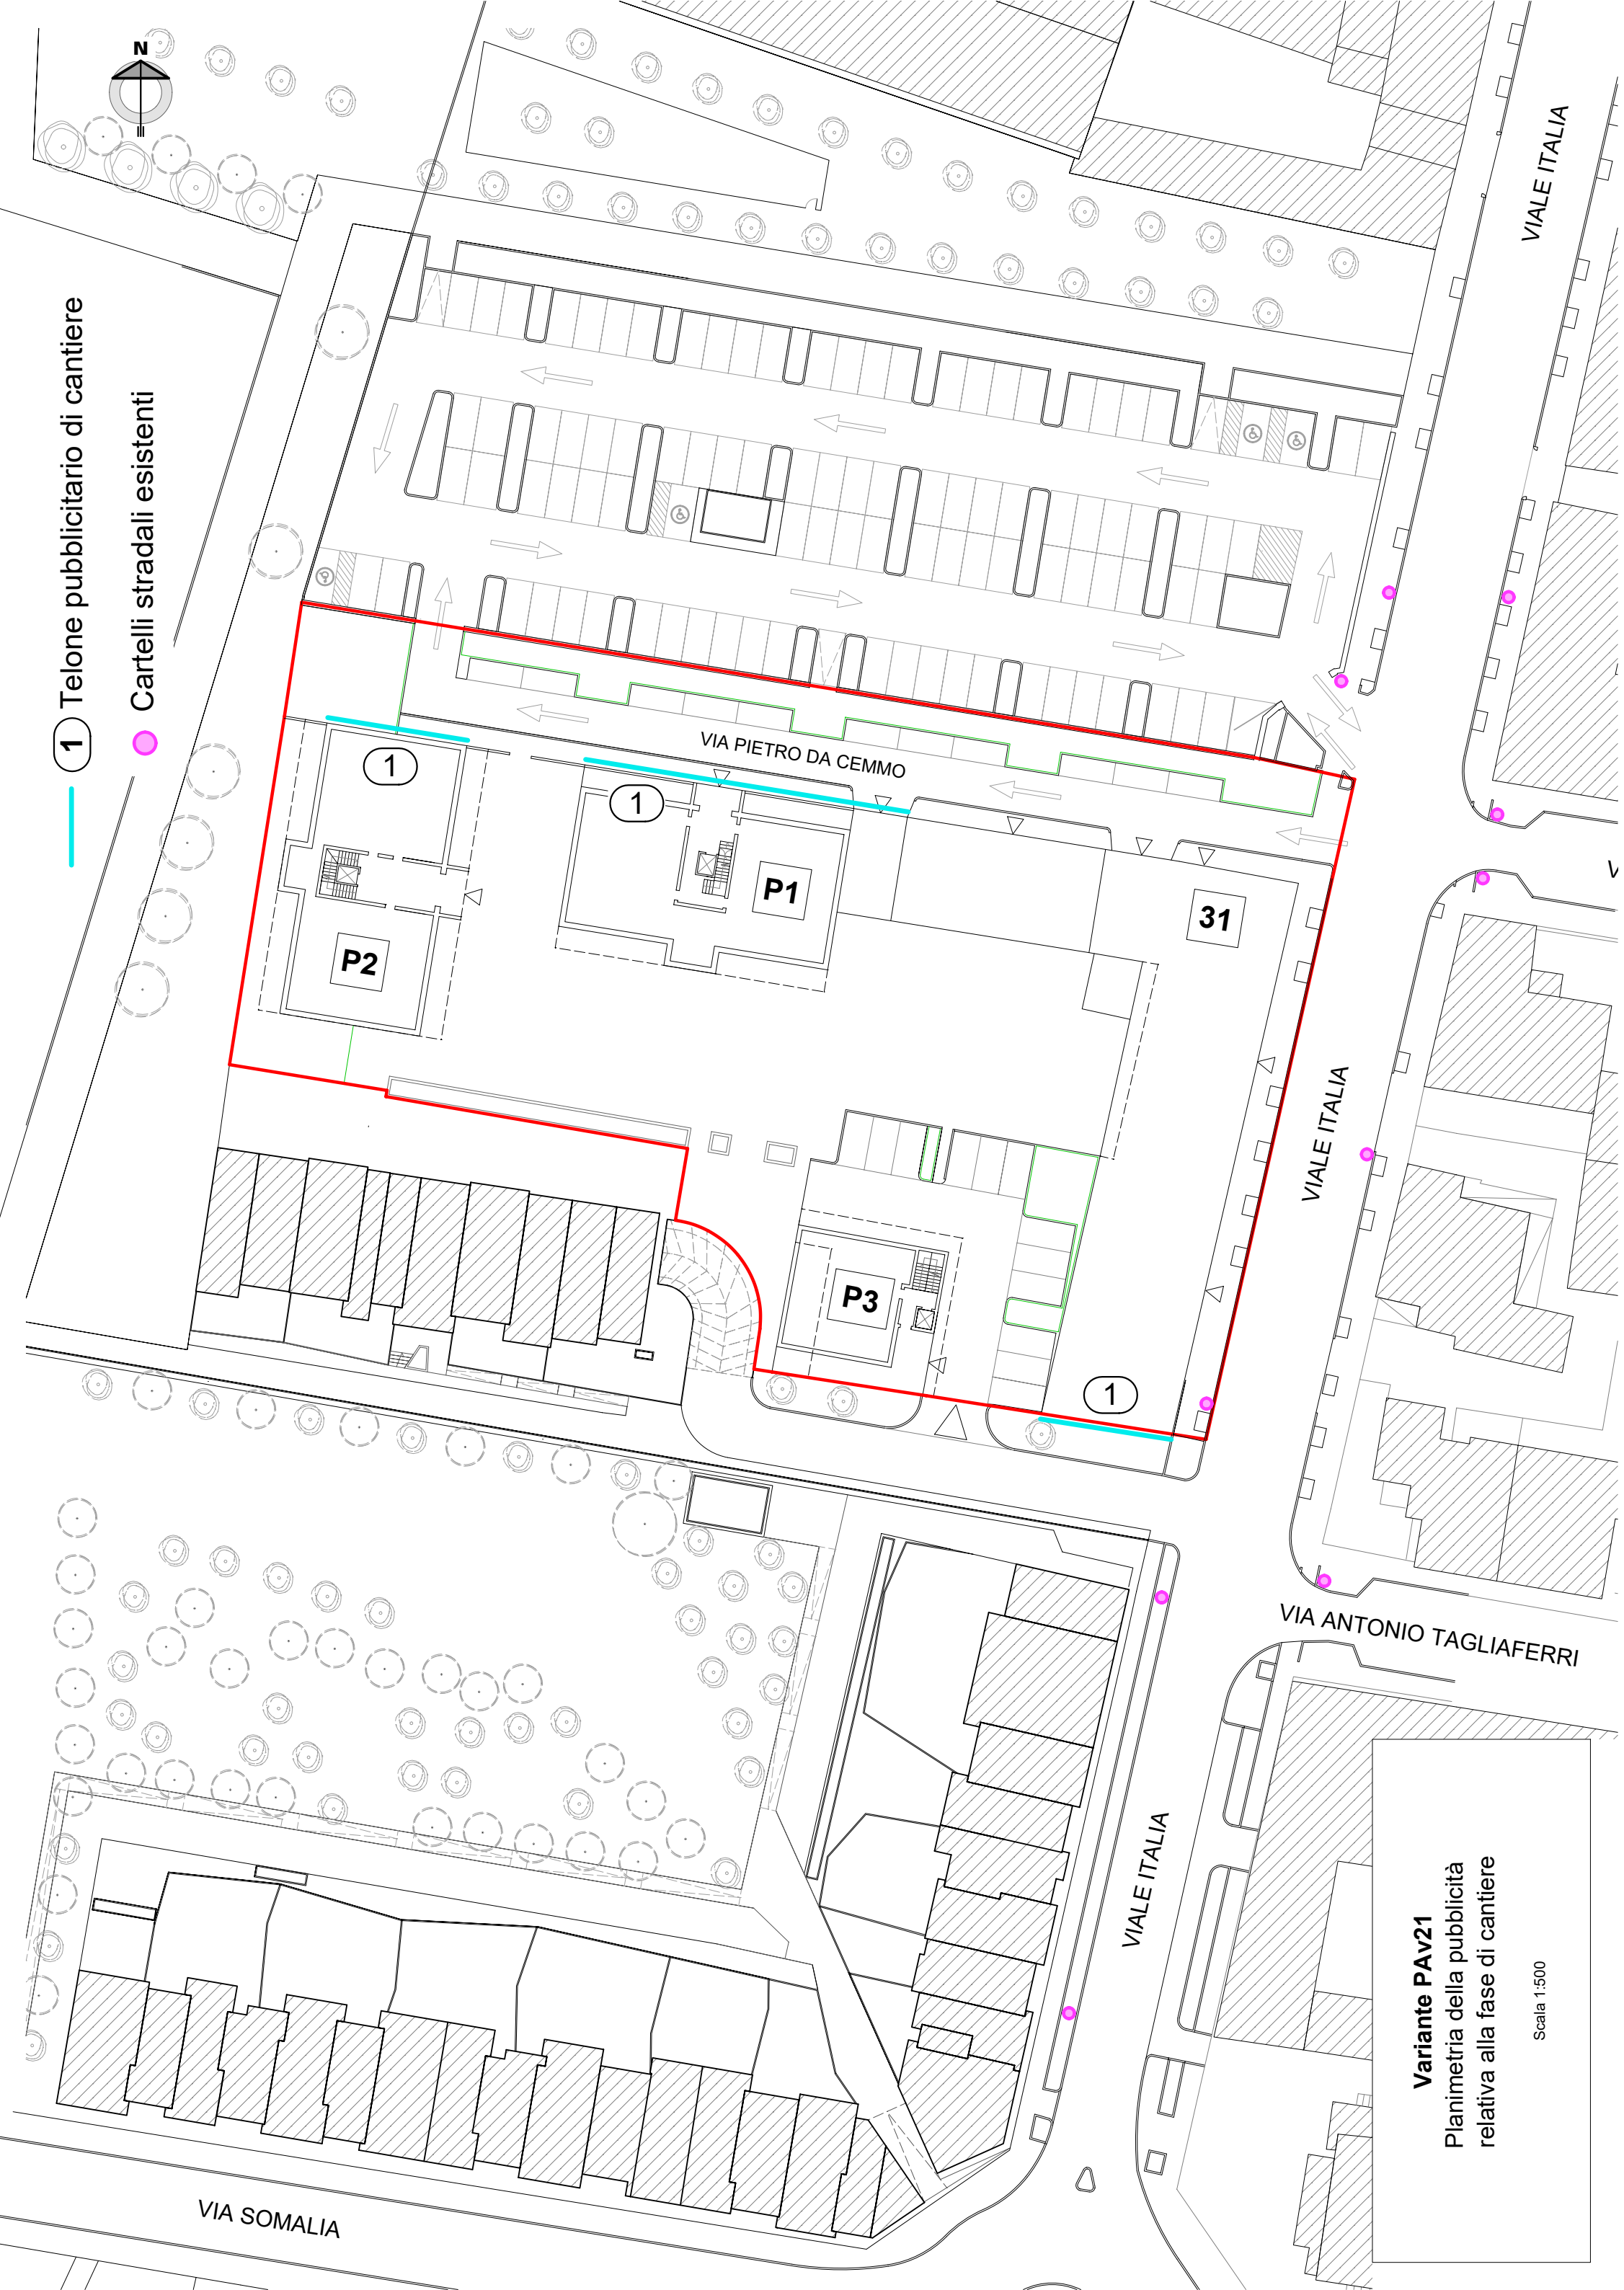 N
1 Telone pubblicitario di cantiere
Cartelli stradali esistenti
VIALE ITALIA
VIA PIETRO DA CEMMO
1
1
P1
P2
31
V
VIALE ITALIA
P3
1
VIA ANTONIO TAGLIAFERRI
VIALE ITALIA
VIA SOMALIA
Variante PAv21
Planimetria della pubblicità
relativa alla fase di cantiere
Scala 1:500